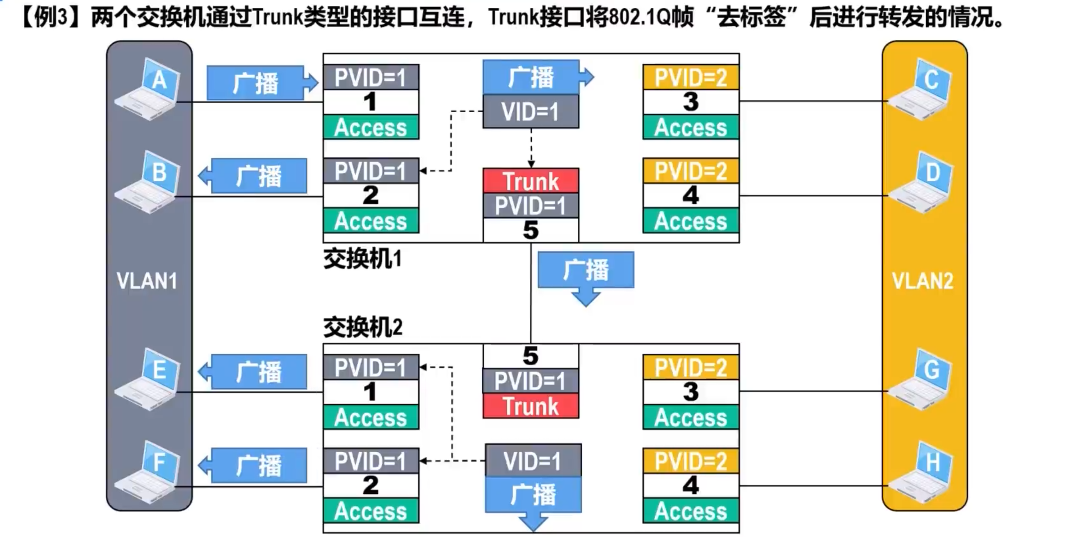 【例3】两个交换机通过Trunk类型的接口互连，Trunk接口将802.1Q帧“去标签”后进行转发的情况。
A
广播
PVID=1
1
Access
广播
VID=1
PVID=2
3
Access
C
B
广播
PVID=1
2
Access
Trunk
PVID=1
5
PVID=2
4
Access
D
交换机1
VLAN1
广播
VLAN2
交换机2
E
广播
PVID=1
1
Access
5
PVID=1
Trunk
PVID=2
3
Access
G
F
广播
PVID=1
2
Access
VID=1
广播
PVID=2
4
Access
H